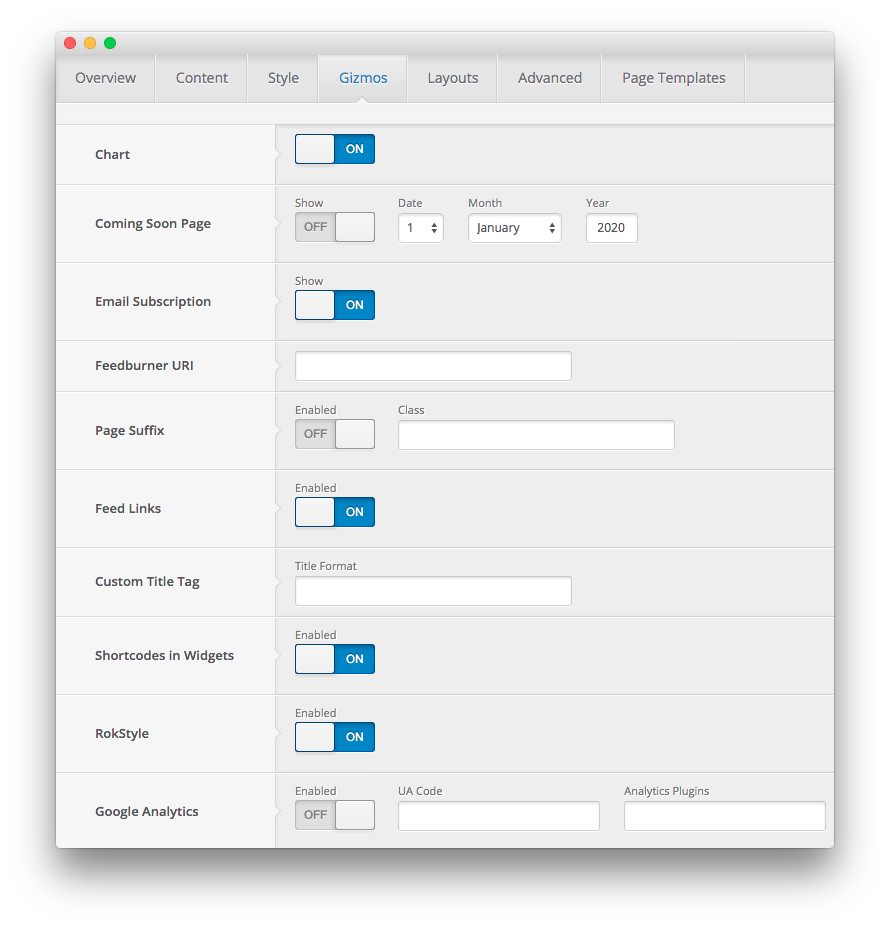 Overview Content Style Gizmos Layouts Advanced Page Templates
Chart ON
Show Date Month Year
Coming Soon Page OFF 1 January 2020
Show
Email Subscription ON
Feedburner URI
Enabled Class
Page Suffix OFF
Enabled
Feed Links ON
Title Format
Custom Title Tag
Enabled
Shortcodes in Widgets ON
Enabled
RokStyle ON
Enabled UA Code Analytics Plugins
Google Analytics OFF